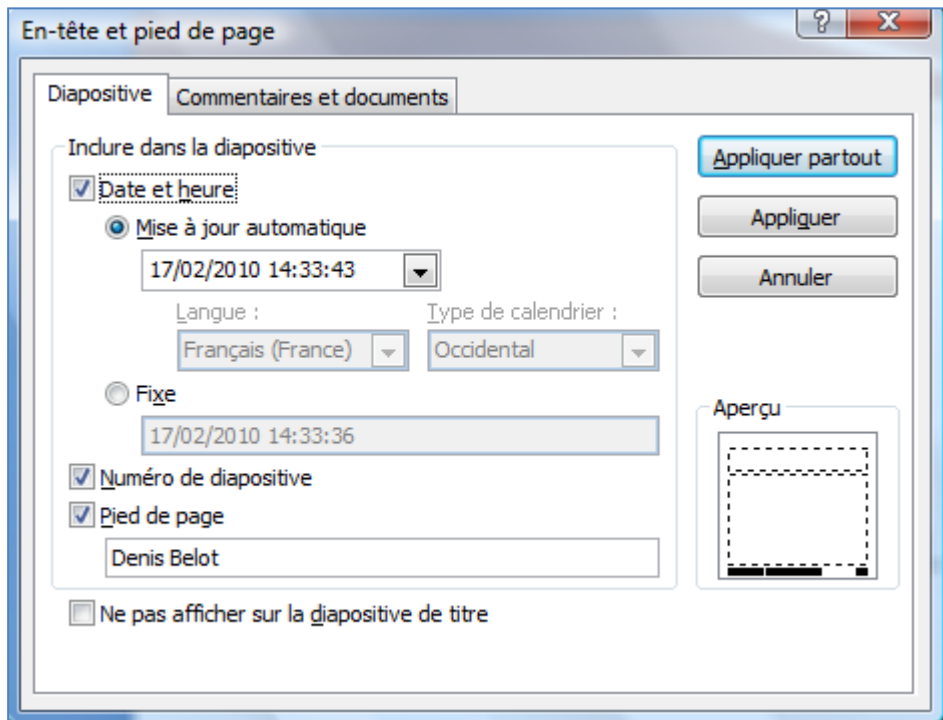 En-tête et pied de page
?
Diapositive
Commentaires et documents
Inclure dans la diapositive
Date et heure
Mise à jour automatique
17/02/2010 14:33:43
Langue :
Type de calendrier :
Français (France)
Occidental
Fixe
17/02/2010 14:33:36
Numéro de diapositive
Pied de page
Denis Belot
Ne pas afficher sur la diapositive de titre
Appliquer partout
Appliquer
Annuler
Aperçu